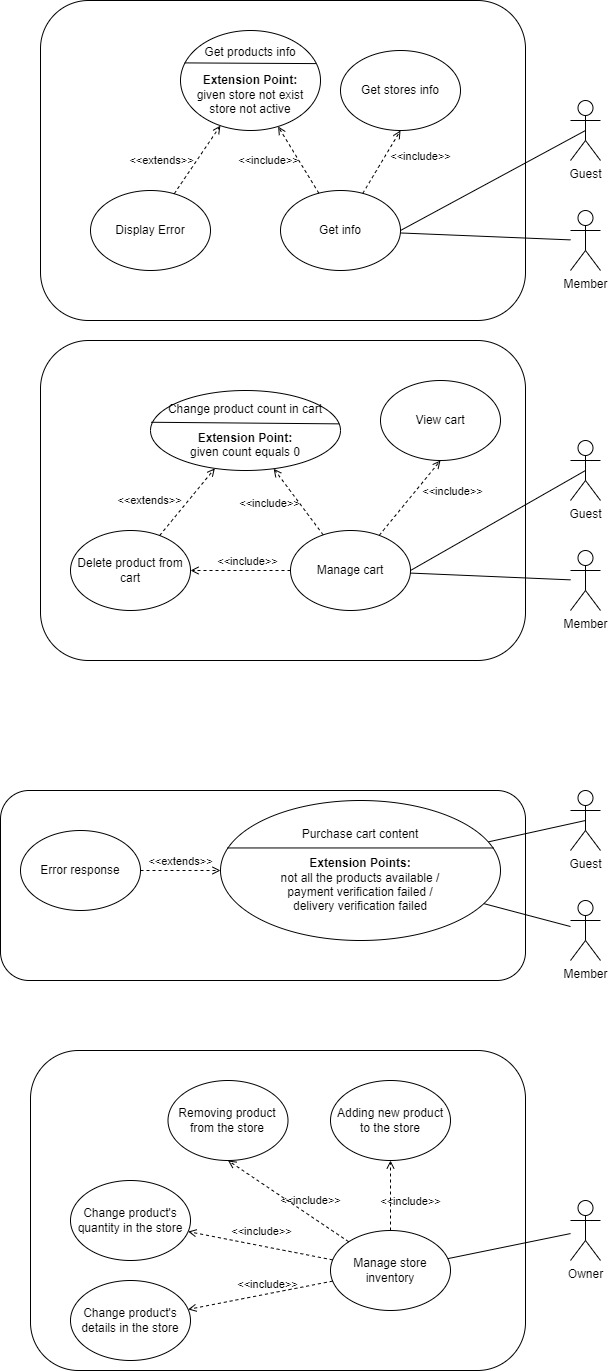 Get products info
Extension Point:
given store not exist
store not active
Get stores info
<<extends>>
<<include>>
<<include>>
Guest
Display Error
Get info
Member
Change product count in cart
Extension Point:
given count equals 0
View cart
<<extends>>
<<include>>
<<include>>
Guest
Delete product from
cart
<<include>>
Manage cart
Member
Purchase cart content
Error response
<<extends>>
Extension Points:
not all the products available /
payment verification failed /
delivery verification failed
Guest
Member
Removing product
from the store
Adding new product
to the store
<<include>>
<<include>>
Change product's
quantity in the store
<<include>>
Manage store
inventory
Owner
<<include>>
Change product's
details in the store